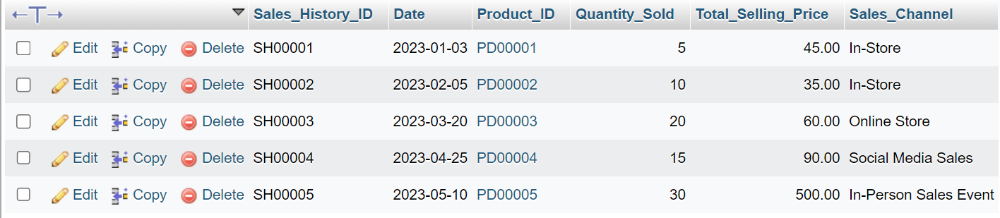 Sales_History_ID Date Product_ID Quantity_Sold Total_Selling_Price Sales_Channel
Edit Copy Delete SH00001 2023-01-03 PD00001 5 45.00 In-Store
Edit Copy Delete SH00002 2023-02-05 PD00002 10 35.00 In-Store
Edit Copy Delete SH00003 2023-03-20 PD00003 20 60.00 Online Store
Edit Copy Delete SH00004 2023-04-25 PD00004 15 90.00 Social Media Sales
Edit Copy Delete SH00005 2023-05-10 PD00005 30 500.00 In-Person Sales Event